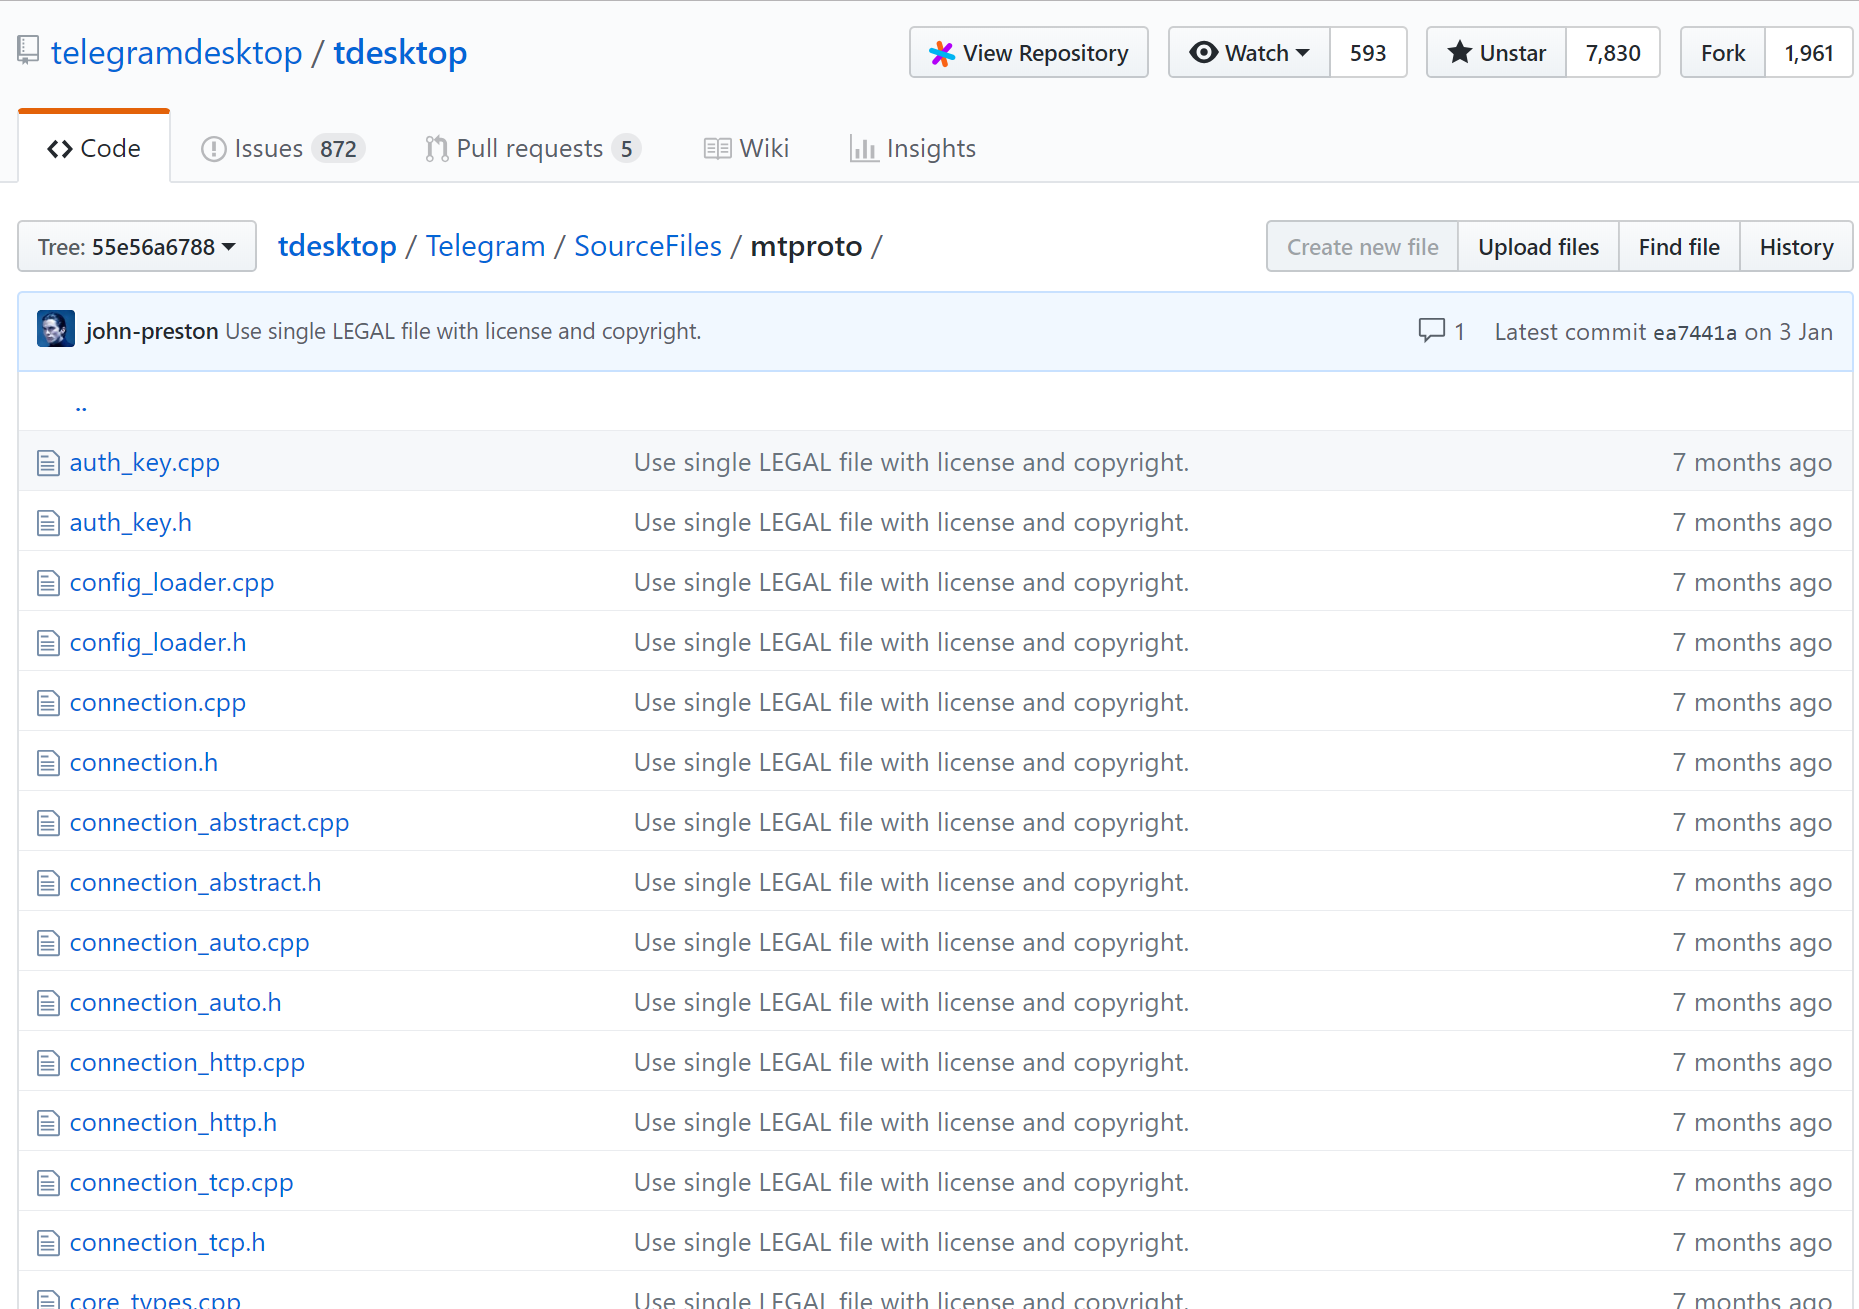 telegramdesktop / tdesktop View Repository Watch 593 Unstar 7,830 Fork 1,961
Code Issues 872 Pull requests 5 Wiki Insights
Tree: 55e56a6788 tdesktop / Telegram / SourceFiles / mtproto / Create new file Upload files Find file History
john-preston Use single LEGAL file with license and copyright. 1 Latest commit ea7441a on 3 Jan
..
auth_key.cpp Use single LEGAL file with license and copyright. 7 months ago
auth_key.h Use single LEGAL file with license and copyright. 7 months ago
config_loader.cpp Use single LEGAL file with license and copyright. 7 months ago
config_loader.h Use single LEGAL file with license and copyright. 7 months ago
connection.cpp Use single LEGAL file with license and copyright. 7 months ago
connection.h Use single LEGAL file with license and copyright. 7 months ago
connection_abstract.cpp Use single LEGAL file with license and copyright. 7 months ago
connection_abstract.h Use single LEGAL file with license and copyright. 7 months ago
connection_auto.cpp Use single LEGAL file with license and copyright. 7 months ago
connection_auto.h Use single LEGAL file with license and copyright. 7 months ago
connection_http.cpp Use single LEGAL file with license and copyright. 7 months ago
connection_http.h Use single LEGAL file with license and copyright. 7 months ago
connection_tcp.cpp Use single LEGAL file with license and copyright. 7 months ago
connection_tcp.h Use single LEGAL file with license and copyright. 7 months ago
core_types.cpp Use single LEGAL file with license and copyright. 7 months ago